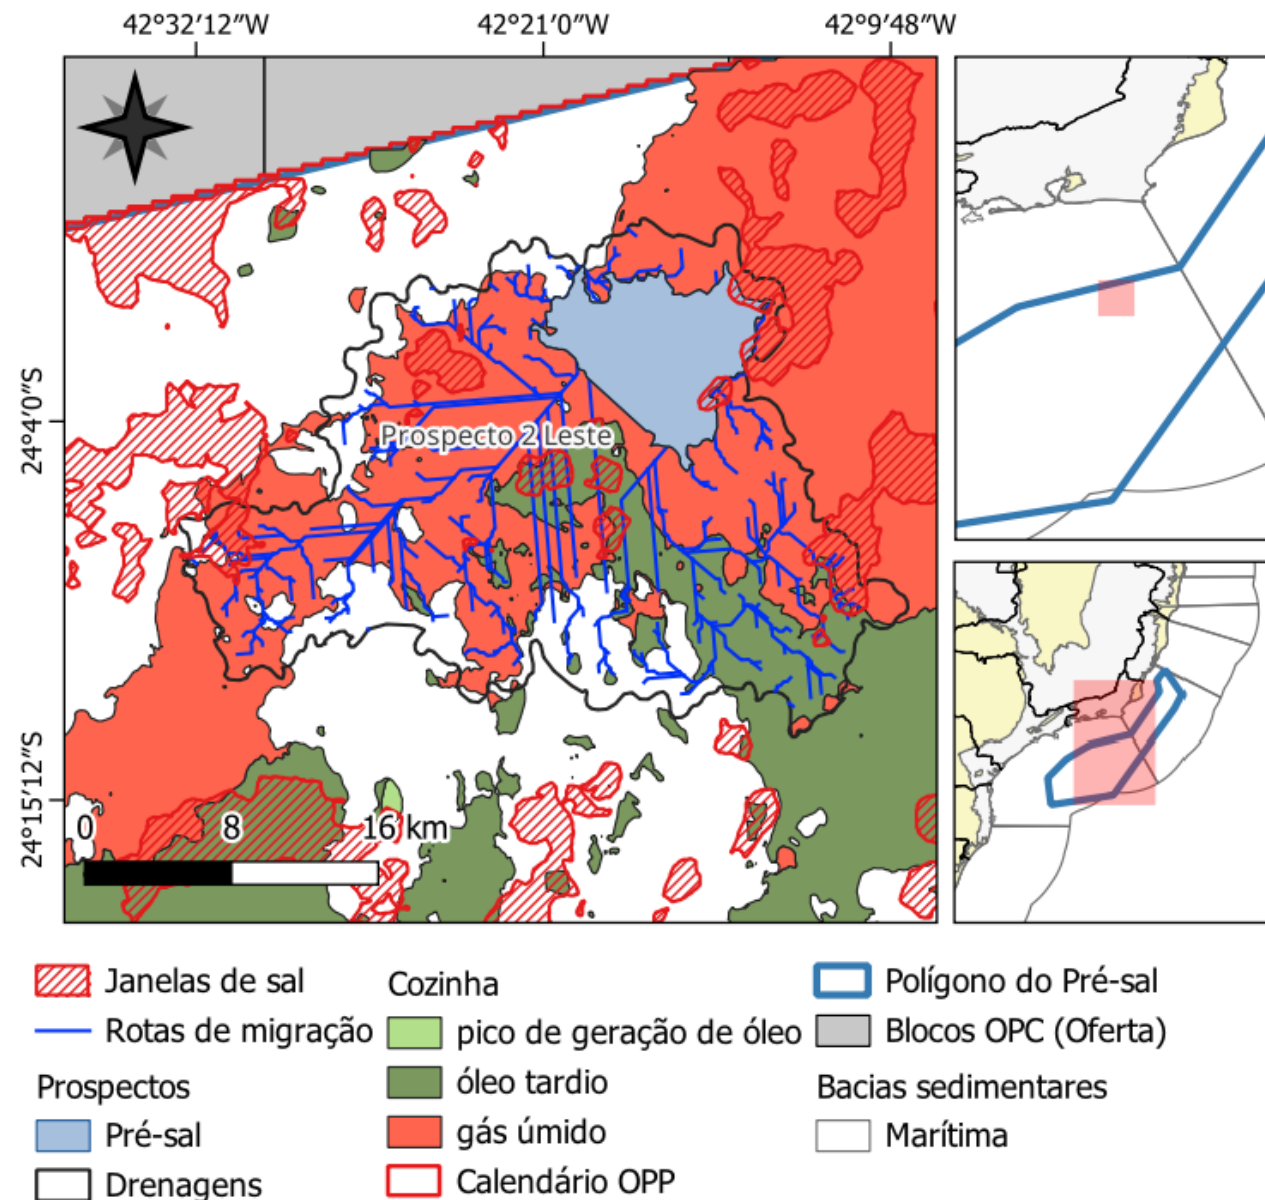 42°32′12″W 42°21′0″W 42°9′48″W
24°4′0″S
Prospecto 2 Leste
24°15′12″S
0 8 16 km
Janelas de sal
Rotas de migração
Prospectos
Pré-sal
Drenagens
Cozinha
pico de geração de óleo
óleo tardio
gás úmido
Calendário OPP
Polígono do Pré-sal
Blocos OPC (Oferta)
Bacias sedimentares
Marítima